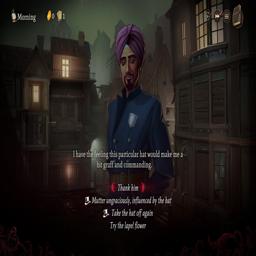 Morning
I have the feeling this particular hat would make me a
bit gruff and commanding.
Thank him
Mutter ungraciously, influenced by the hat
Take the hat off again
Try the lapel flower